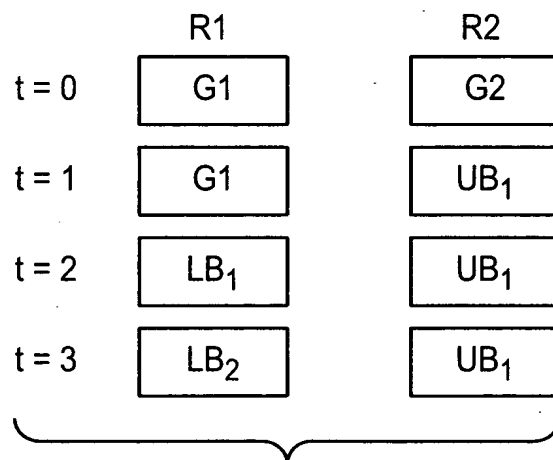 R1 R2
t = 0 G1 G2
t = 1 G1 UB₁
t = 2 LB₁ UB₁
t = 3 LB₂ UB₁